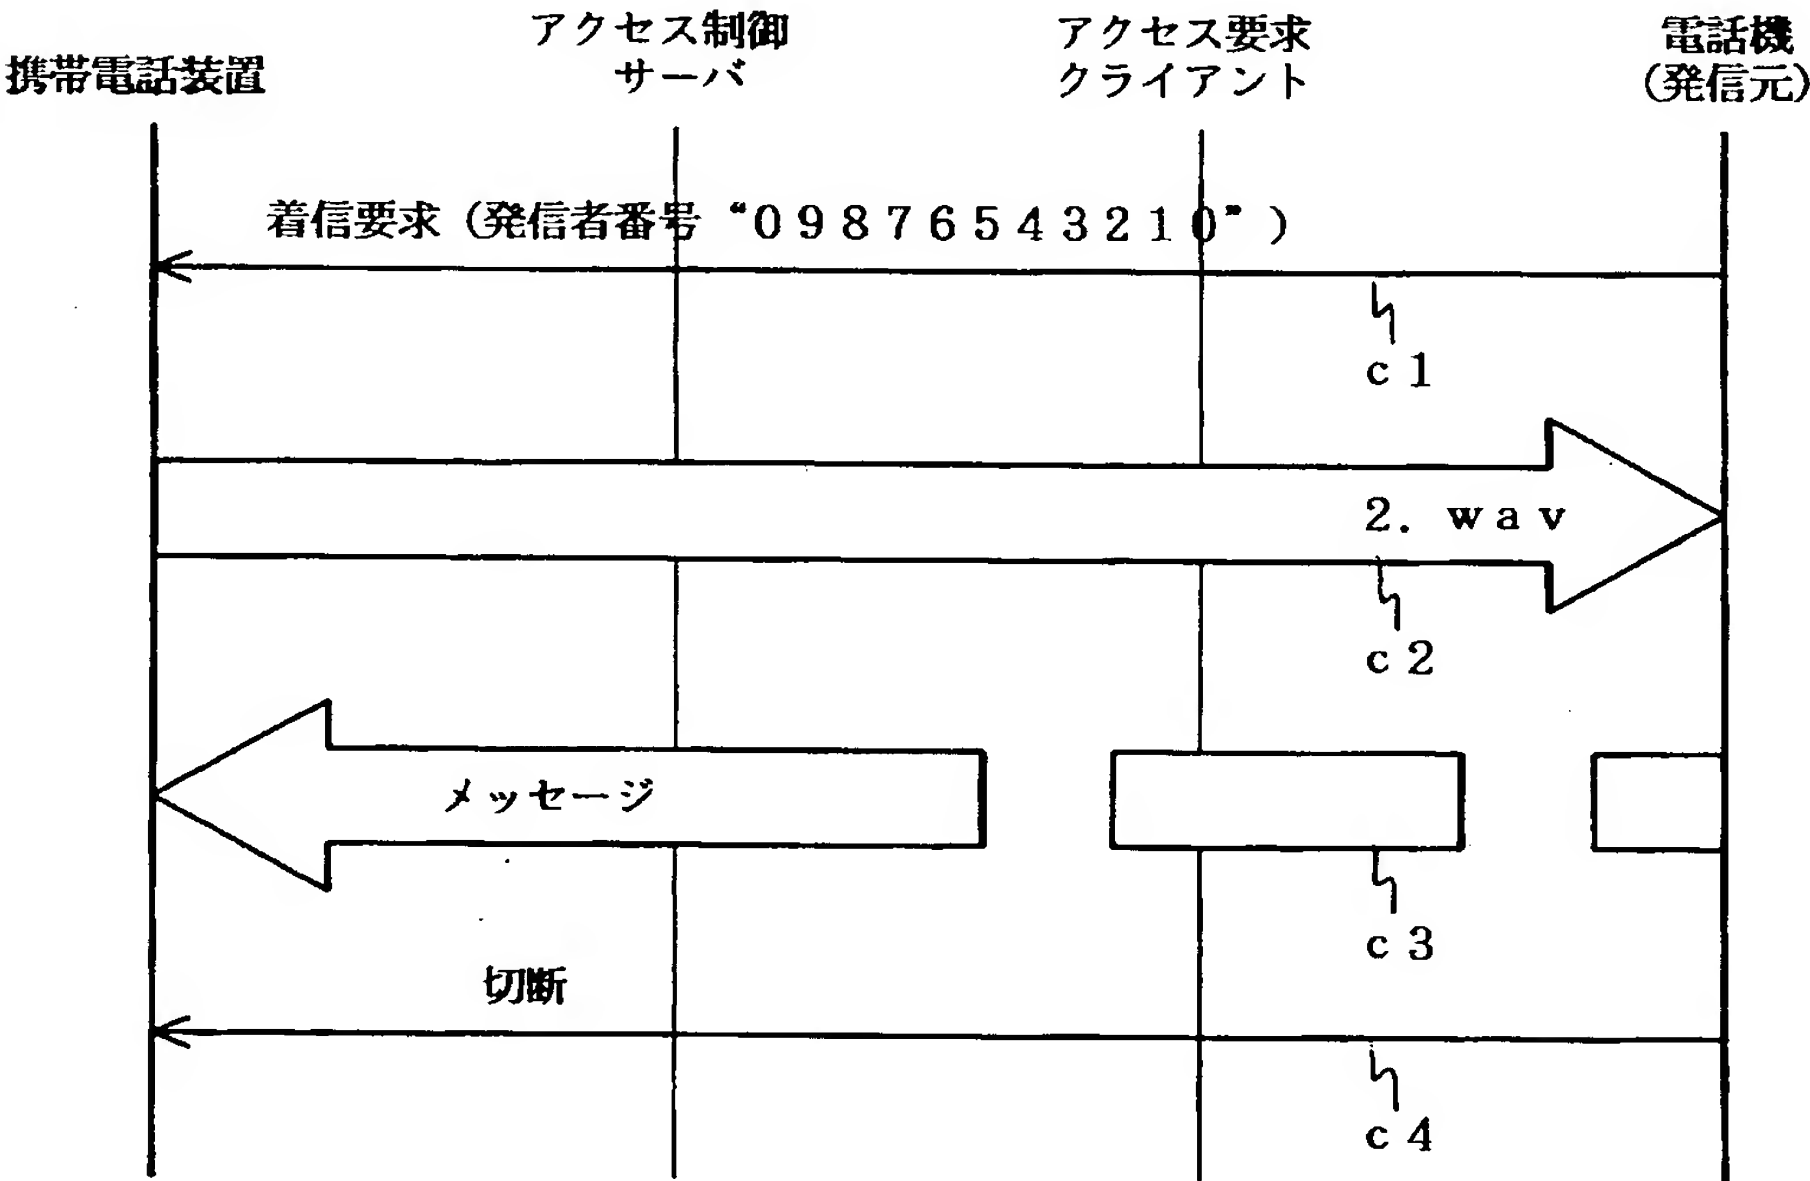 携帯電話装置
アクセス制御
サーバ
アクセス要求
クライアント
電話機
(発信元)
着信要求（発信者番号“０９８７６５４３２１０”）
ｃ１
２．ｗａｖ
ｃ２
メッセージ
ｃ３
切断
ｃ４